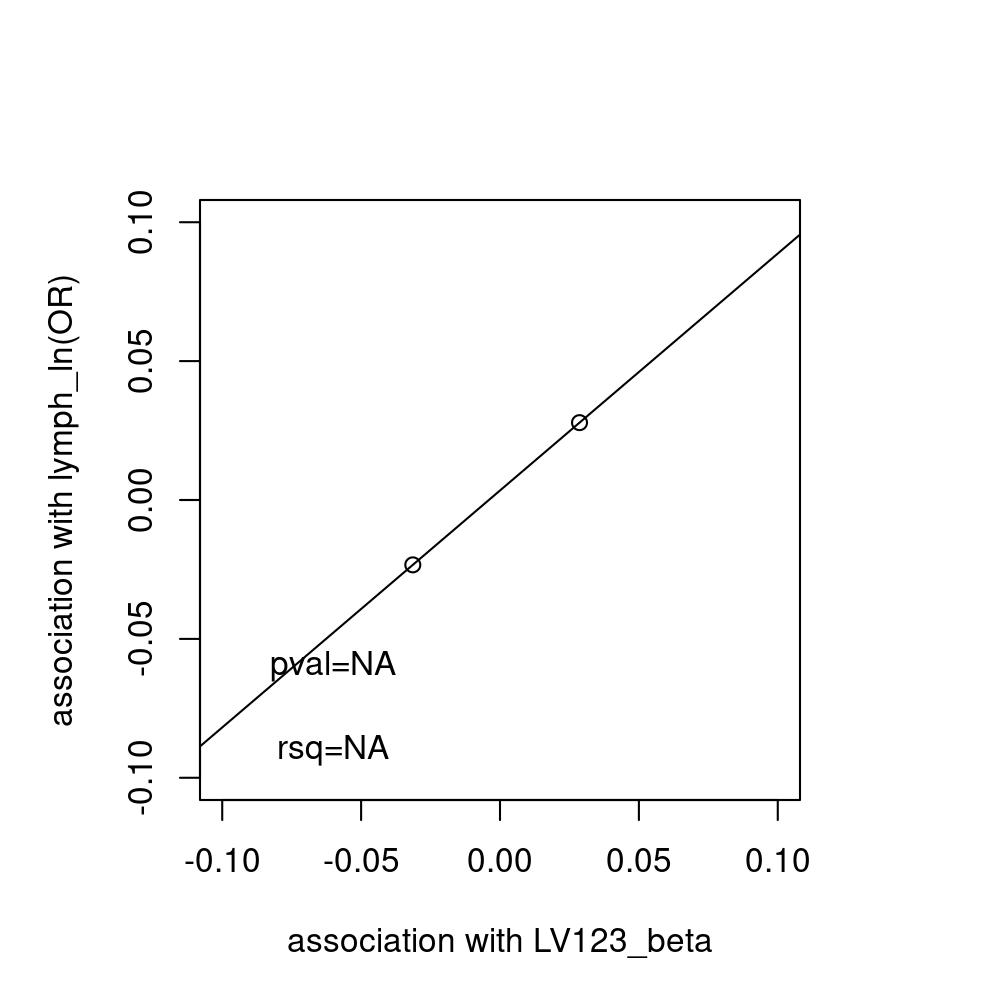 association with lymph_ln(OR)
0.10
0.05
0.00
-0.05
-0.10
pval=NA
rsq=NA
-0.10 -0.05 0.00 0.05 0.10
association with LV123_beta